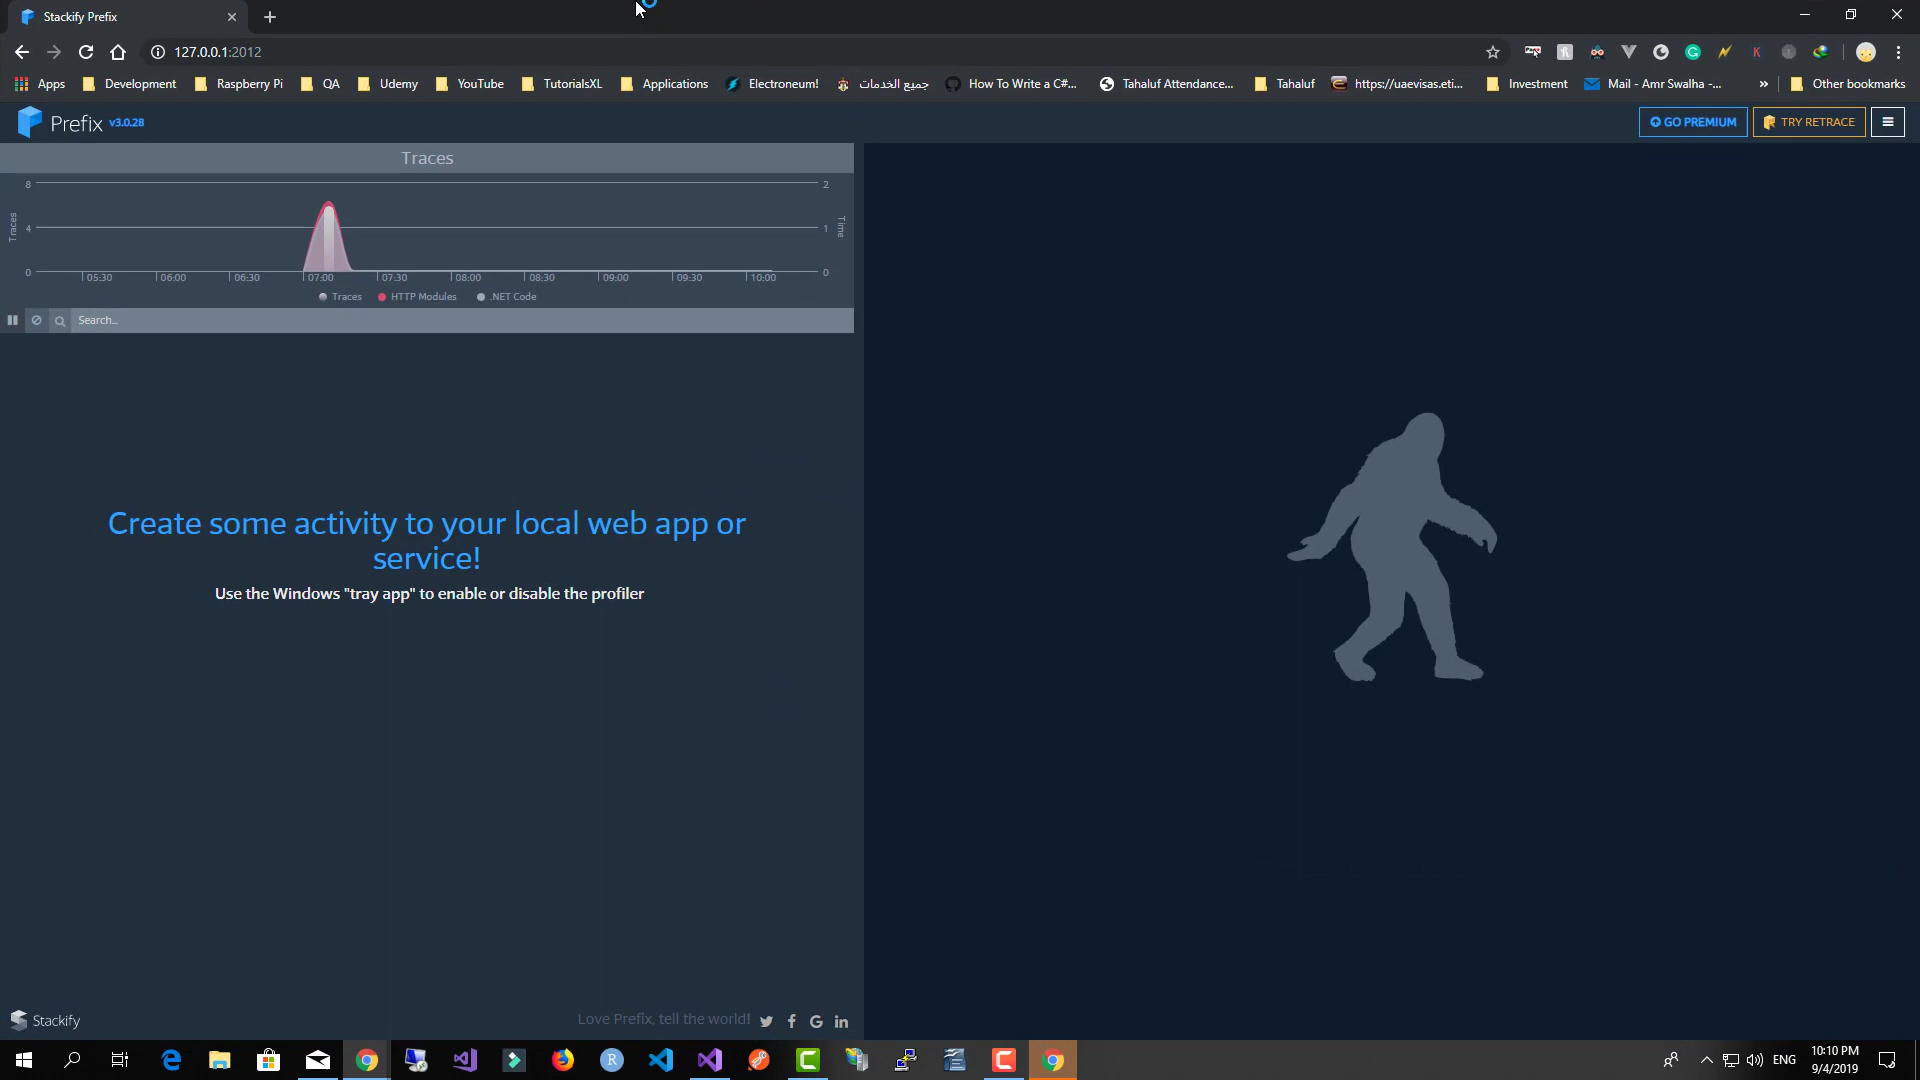 Stackify Prefix
127.0.0.1:2012
Apps
Development
Raspberry Pi
QA
Udemy
YouTube
TutorialsXL
Applications
Electroneum!
جميع الخدمات
How To Write a C#...
Tahaluf Attendance...
Tahaluf
https://uaevisas.eti...
Investment
Mail - Amr Swalha -...
»
Other bookmarks
Prefix v3.0.28
GO PREMIUM
TRY RETRACE
Traces
8
4
0
Traces
2
1
0
Time
05:30
06:00
06:30
07:00
07:30
08:00
08:30
09:00
09:30
10:00
Traces
HTTP Modules
.NET Code
Search...
Create some activity to your local web app or
service!
Use the Windows "tray app" to enable or disable the profiler
Stackify
Love Prefix, tell the world!
ENG
10:10 PM
9/4/2019